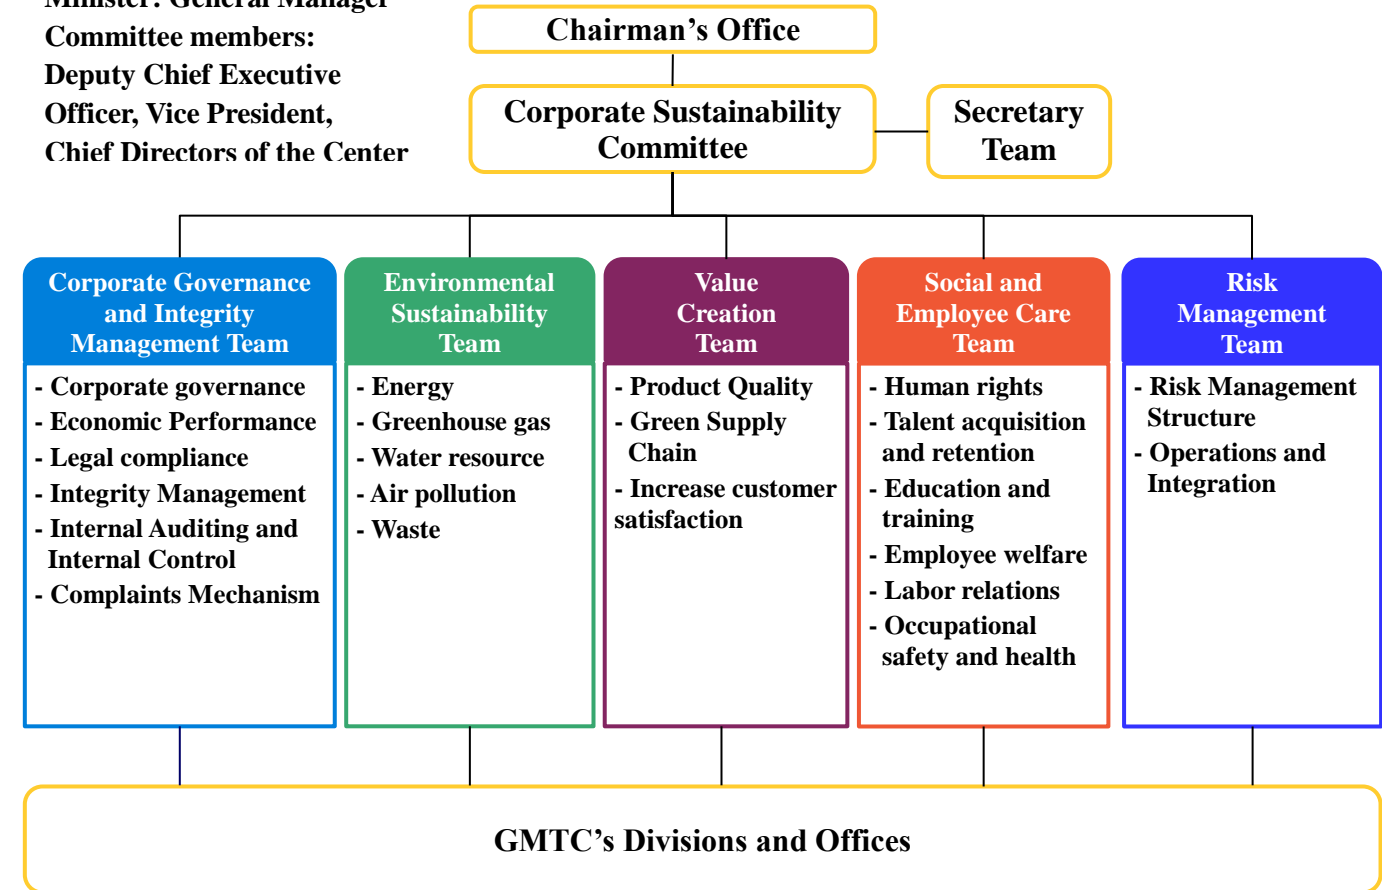 Minister: General Manager
Committee members:
Deputy Chief Executive
Officer, Vice President,
Chief Directors of the Center
Chairman’s Office
Corporate Sustainability
Committee
Secretary
Team
Corporate Governance
and Integrity
Management Team
- Corporate governance
- Economic Performance
- Legal compliance
- Integrity Management
- Internal Auditing and
Internal Control
- Complaints Mechanism
Environmental
Sustainability
Team
- Energy
- Greenhouse gas
- Water resource
- Air pollution
- Waste
Value
Creation
Team
- Product Quality
- Green Supply
Chain
- Increase customer
satisfaction
Social and
Employee Care
Team
- Human rights
- Talent acquisition
and retention
- Education and
training
- Employee welfare
- Labor relations
- Occupational
safety and health
Risk
Management
Team
- Risk Management
Structure
- Operations and
Integration
GMTC’s Divisions and Offices